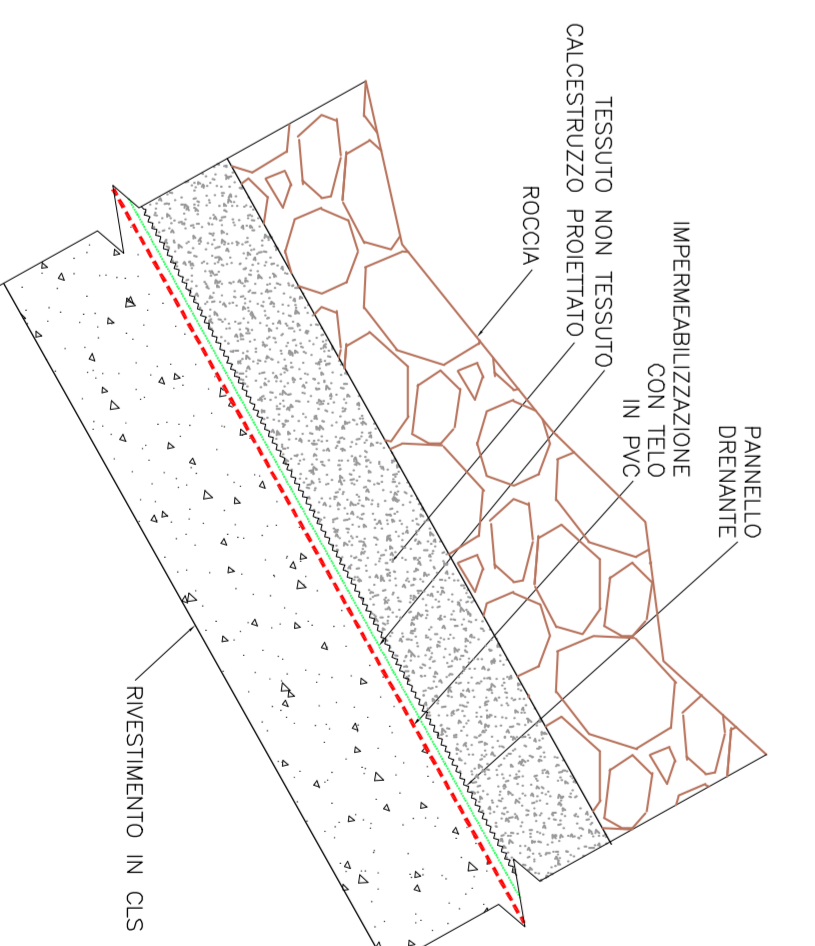 PANNELLO
DRENANTE
IMPERMEABILIZZAZIONE
CON TELO
IN PVC
TESSUTO NON TESSUTO
CALCESTRUZZO PROIETTATO
ROCCIA
RIVESTIMENTO IN CLS